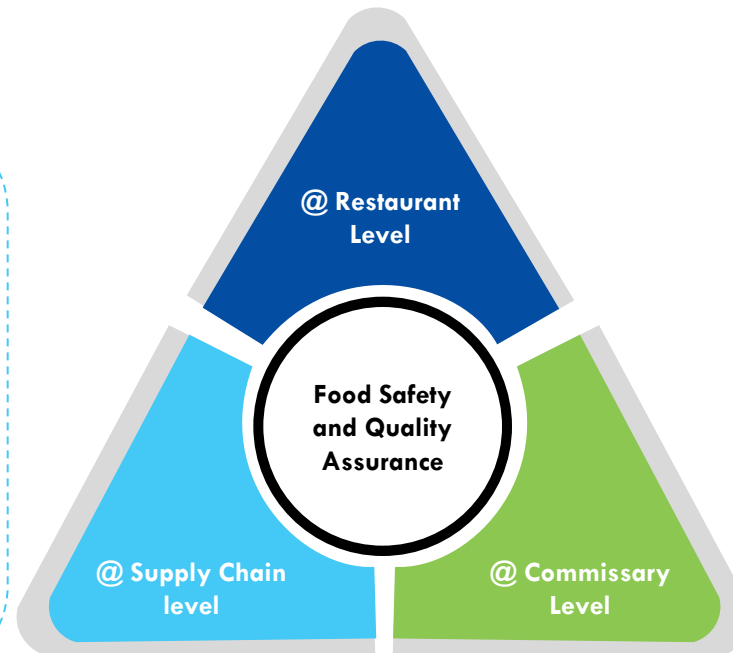 @ Restaurant
Level
Food Safety
and Quality
Assurance
@ Supply Chain
level
@ Commissary
Level